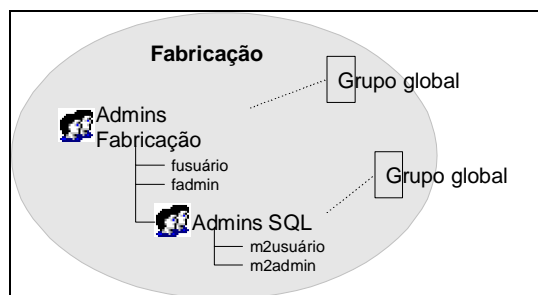 Fabricação
Grupo global
Admins
Fabricação
fusuário
fadmin
Grupo global
Admins SQL
m2usuário
m2admin